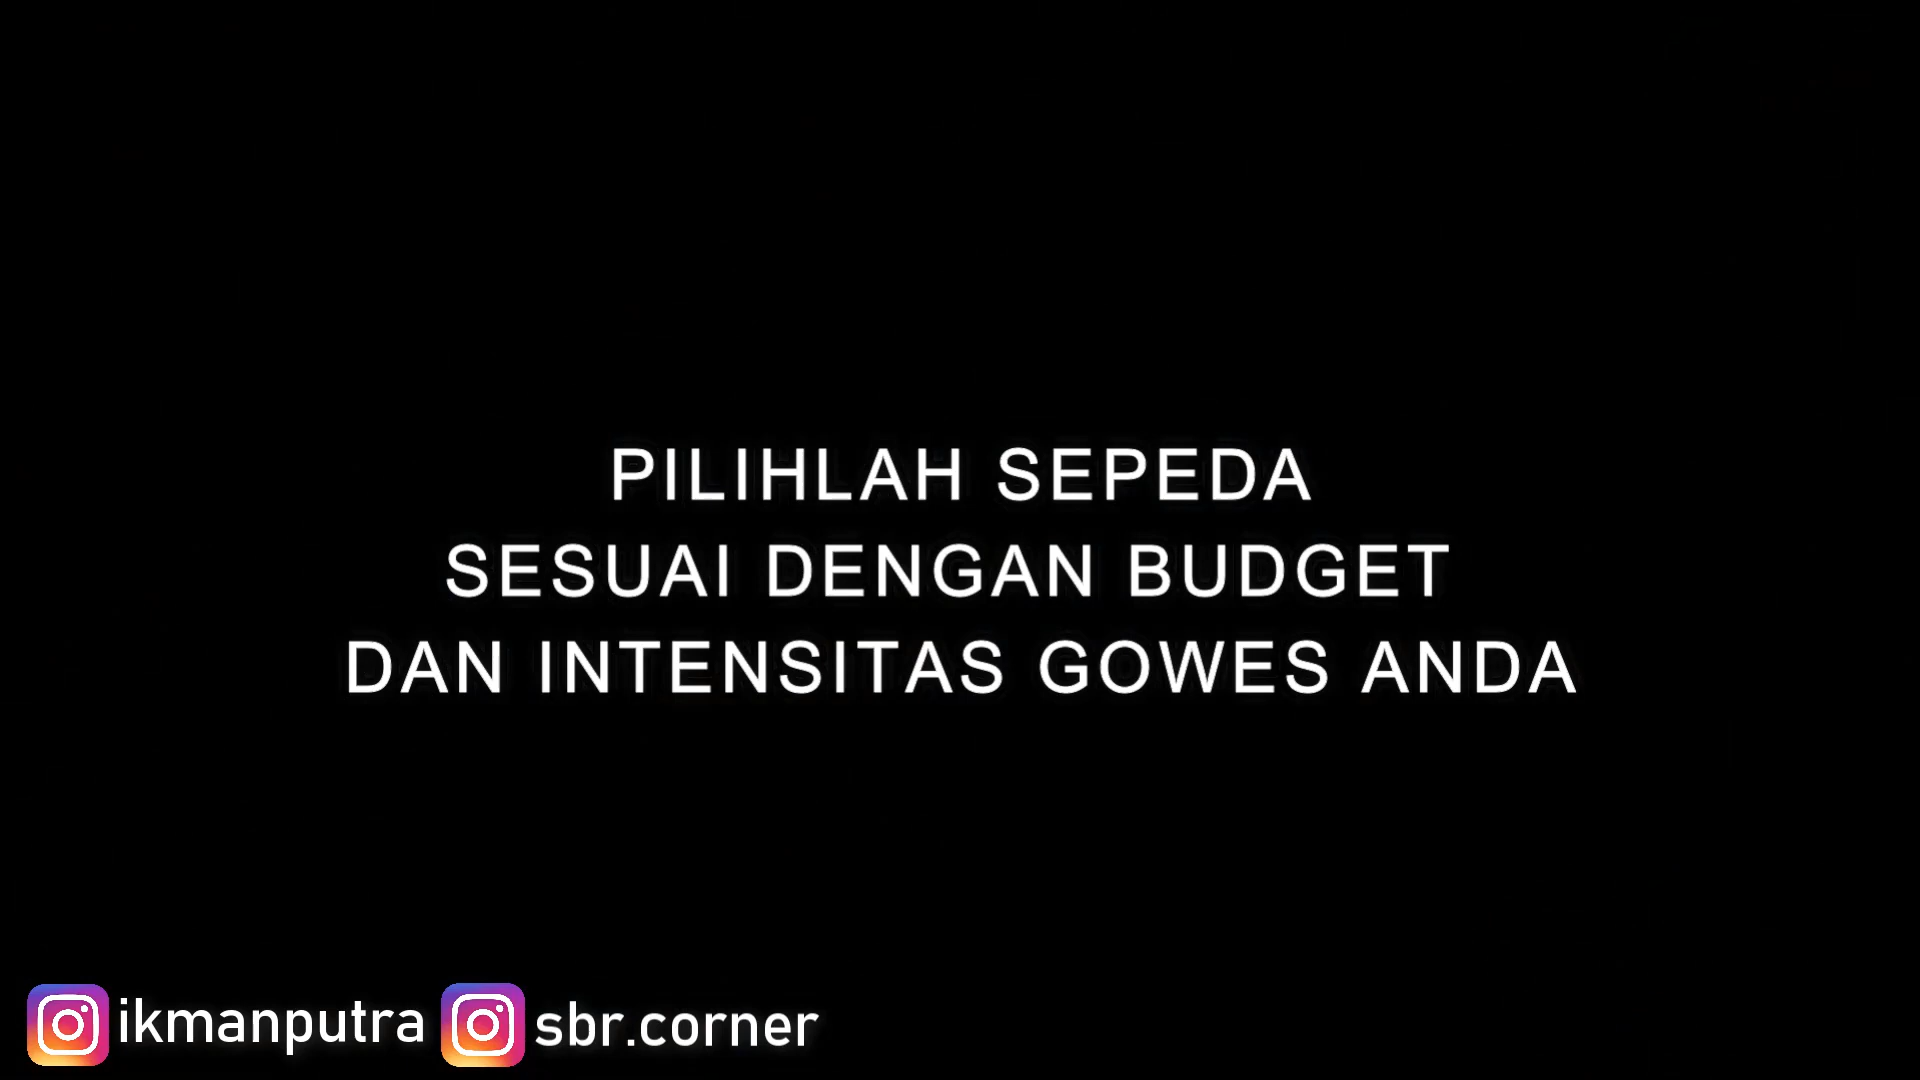 PILIHLAH SEPEDA
SESUAI DENGAN BUDGET
DAN INTENSITAS GOWES ANDA
ikmanputra sbr.corner